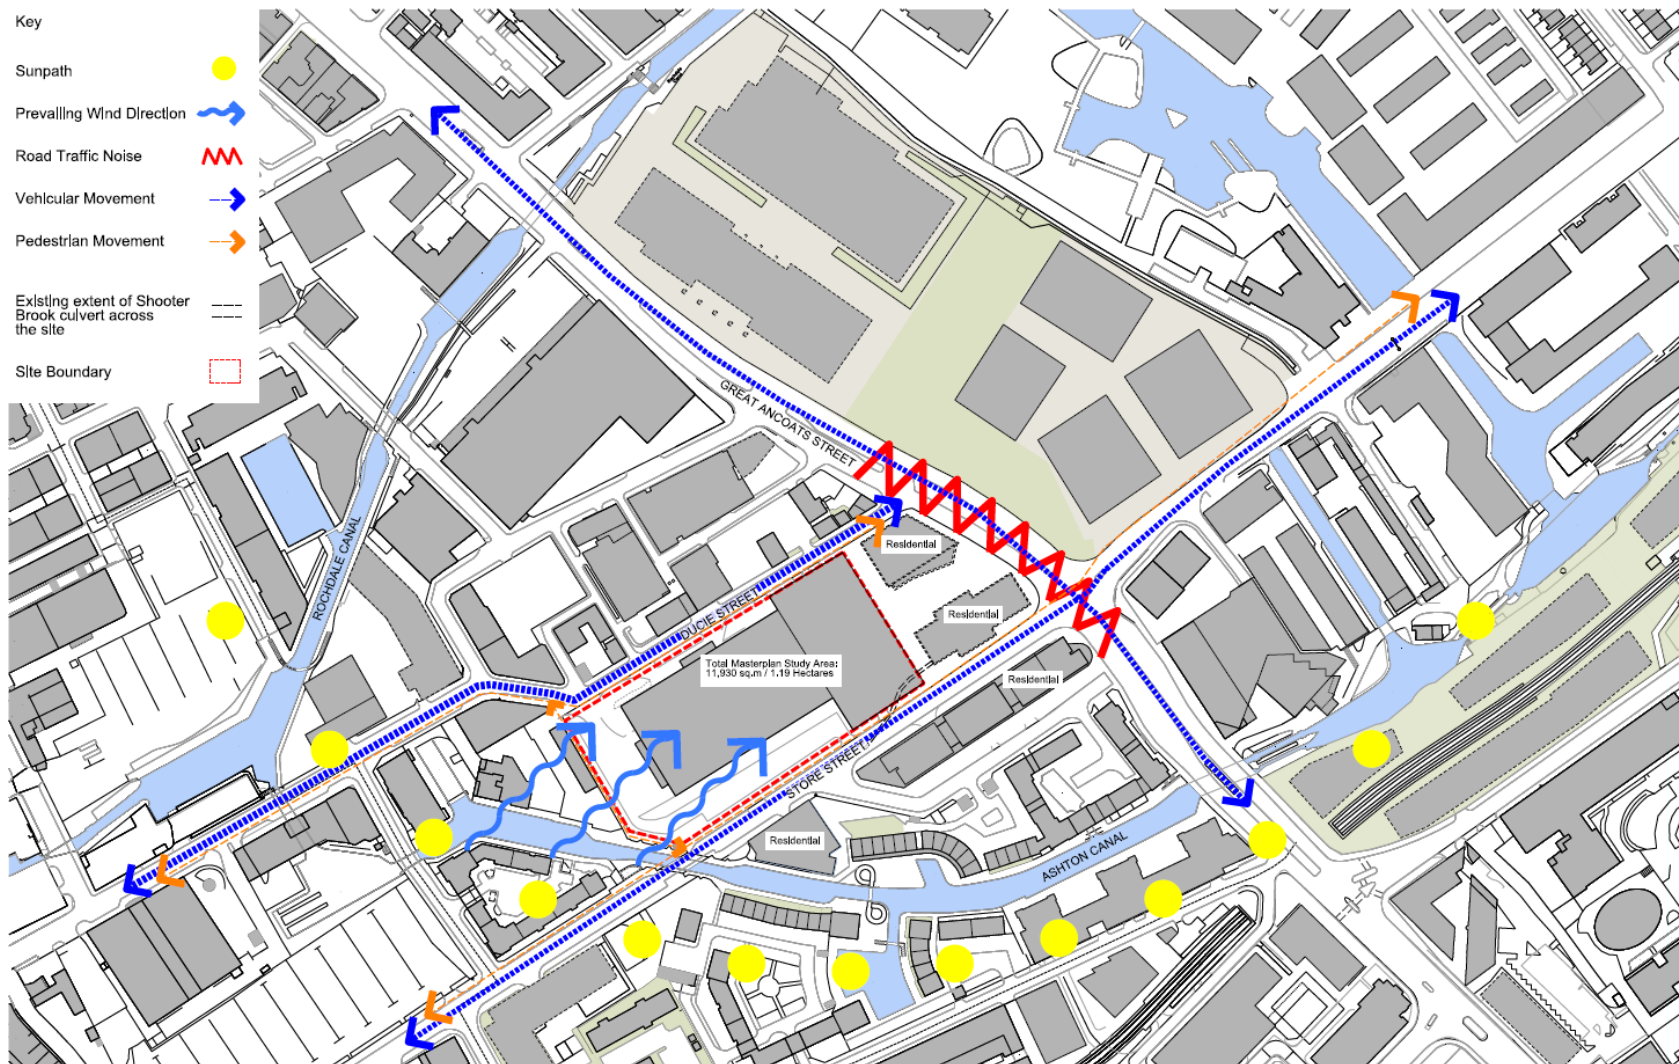 Key
Sunpath
Prevailing Wind Direction
Road Traffic Noise
Vehicular Movement
Pedestrian Movement
Existing extent of Shooter
Brook culvert across
the site
Site Boundary
GREAT ANCOATS STREET
ROCHDALE CANAL
DUCIE STREET
Residential
Residential
Total Masterplan Study Area:
11,930 sq.m / 1.19 Hectares
Residential
STORE STREET
Residential
ASHTON CANAL